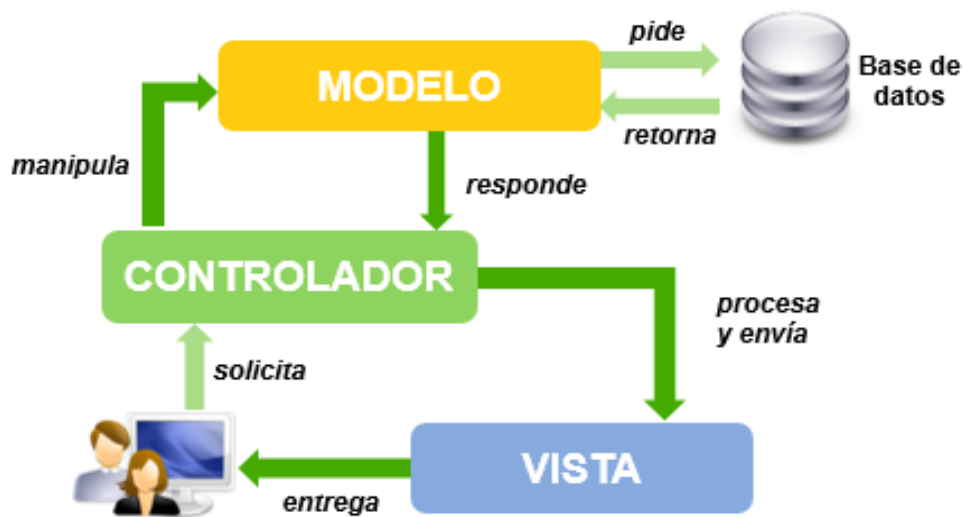 pide
MODELO
Base de
datos
retorna
manipula
responde
CONTROLADOR
procesa
y envía
solicita
VISTA
entrega